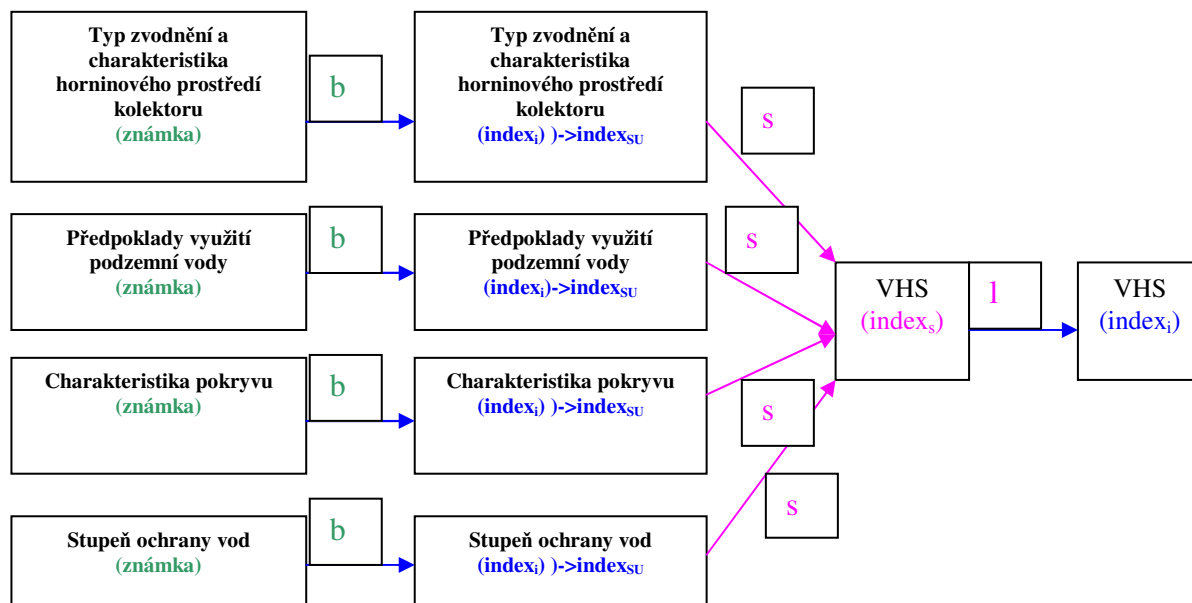 Typ zvodnění a
charakteristika
horninového prostředí
kolektoru
(známka)
b
Typ zvodnění a
charakteristika
horninového prostředí
kolektoru
(indexi) )->indexSU
s
Předpoklady využití
podzemní vody
(známka)
b
Předpoklady využití
podzemní vody
(indexi)->indexSU
s
VHS
(indexs)
l
VHS
(indexi)
Charakteristika pokryvu
(známka)
b
Charakteristika pokryvu
(indexi) )->indexSU
s
Stupeň ochrany vod
(známka)
b
Stupeň ochrany vod
(indexi) )->indexSU
s